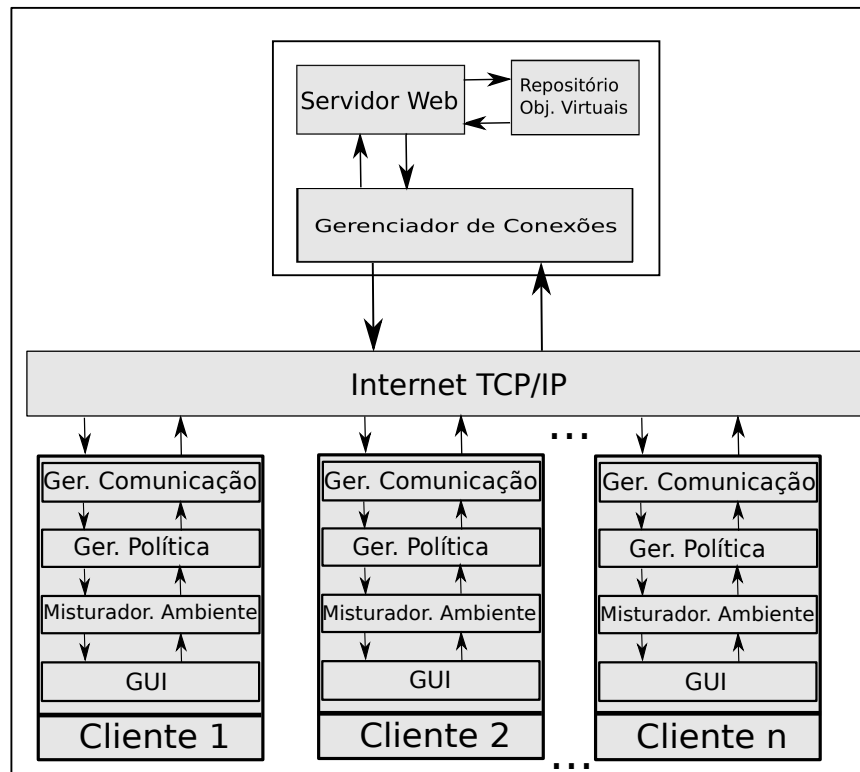 Servidor Web
Repositório
Obj. Virtuais
Gerenciador de Conexões
Internet TCP/IP
...
Ger. Comunicação
Ger. Política
Misturador. Ambiente
GUI
Cliente 1
Ger. Comunicação
Ger. Política
Misturador. Ambiente
GUI
Cliente 2
...
Ger. Comunicação
Ger. Política
Misturador. Ambiente
GUI
Cliente n